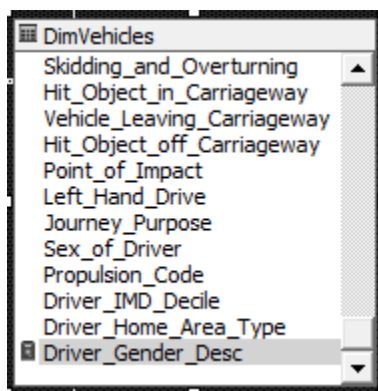 DimVehicles
Skidding_and_Overturning
Hit_Object_in_Carriageway
Vehicle_Leaving_Carriageway
Hit_Object_off_Carriageway
Point_of_Impact
Left_Hand_Drive
Journey_Purpose
Sex_of_Driver
Propulsion_Code
Driver_IMD_Decile
Driver_Home_Area_Type
Driver_Gender_Desc